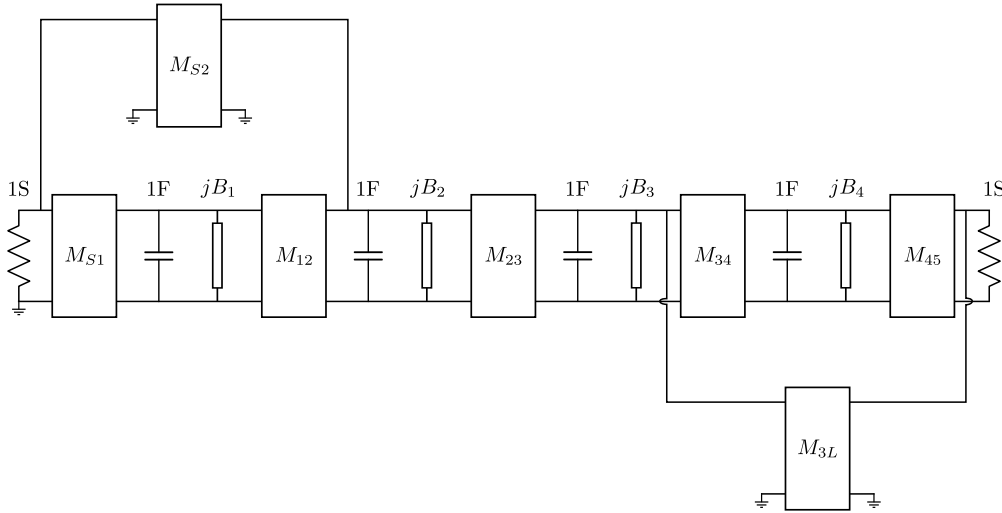 M_{S2}
1S 1F jB_1 1F jB_2 1F jB_3 1F jB_4 1S
M_{S1} M_{12} M_{23} M_{34} M_{45}
M_{3L}